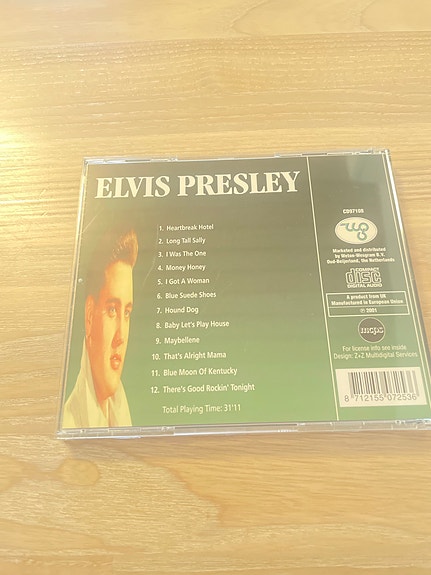 ELVIS PRESLEY
1. Heartbreak Hotel
2. Long Tall Sally
3. I Was The One
4. Money Honey
5. I Got A Woman
6. Blue Suede Shoes
7. Hound Dog
8. Baby Let's Play House
9. Maybellene
10. That's Alright Mama
11. Blue Moon Of Kentucky
12. There's Good Rockin' Tonight
Total Playing Time: 31'11
CD97109
Marketed and distributed
by Weton-Wesgram B.V.
Oud-Beijerland, the Netherlands
COMPACT
disc
DIGITAL AUDIO
A product from UK
Manufactured in European Union
℗ 2001
mcps
For license info see inside
Design: Z+Z Multidigital Services
8 712155 072536